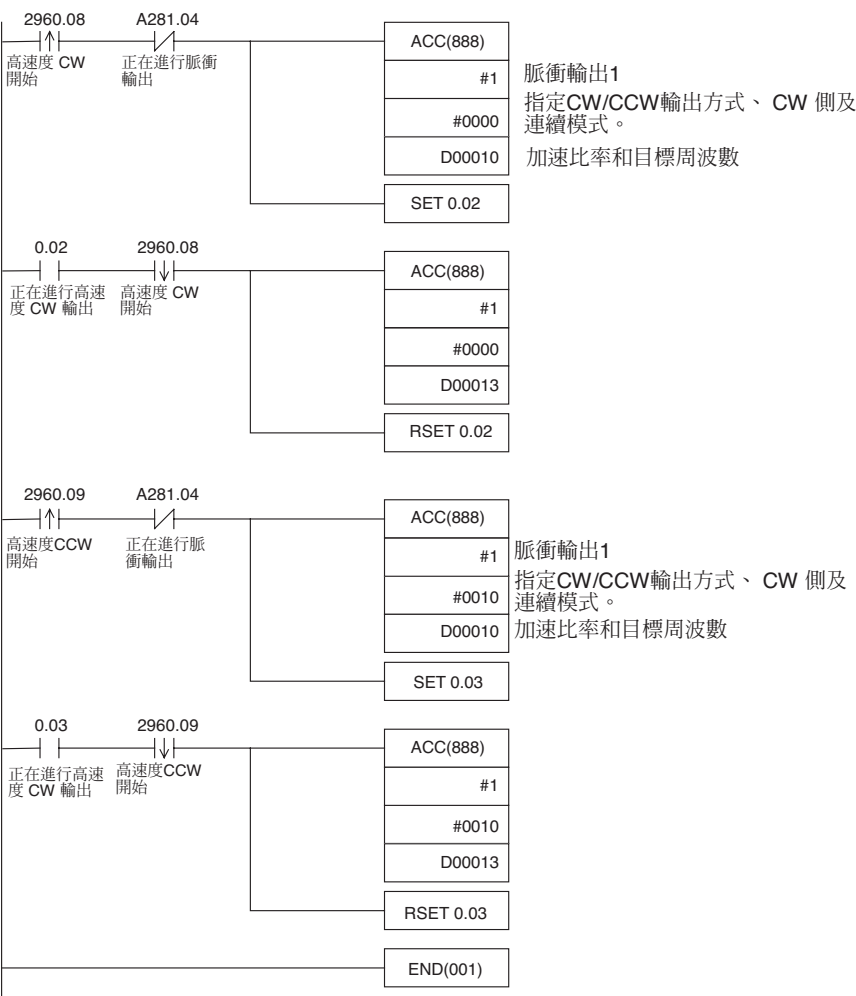 2960.08 A281.04
ACC(888)
高速度 CW
開始
正在進行脈衝
輸出
#1 脈衝輸出1
#0000 指定CW/CCW輸出方式、 CW 側及
連續模式。
D00010 加速比率和目標周波數
SET 0.02
0.02 2960.08
ACC(888)
正在進行高速
度 CW 輸出
高速度 CW
開始
#1
#0000
D00013
RSET 0.02
2960.09 A281.04
ACC(888)
高速度CCW
開始
正在進行脈
衝輸出
#1 脈衝輸出1
#0010 指定CW/CCW輸出方式、 CW 側及
連續模式。
D00010 加速比率和目標周波數
SET 0.03
0.03 2960.09
ACC(888)
正在進行高速
度 CW 輸出
高速度CCW
開始
#1
#0010
D00013
RSET 0.03
END(001)